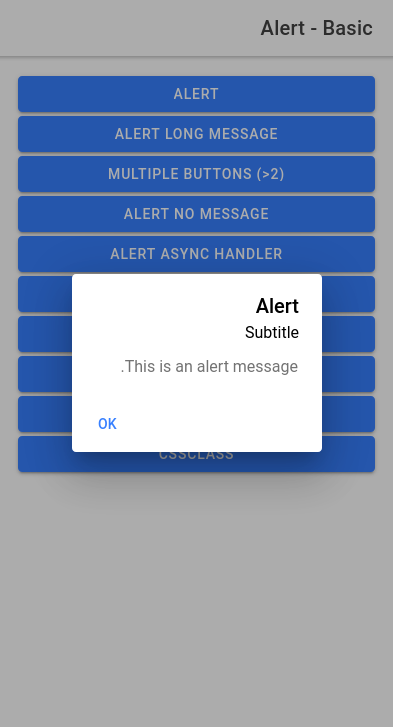 Alert - Basic
ALERT
ALERT LONG MESSAGE
MULTIPLE BUTTONS (>2)
ALERT NO MESSAGE
ALERT ASYNC HANDLER
Alert
Subtitle
.This is an alert message
OK
CSSCLASS